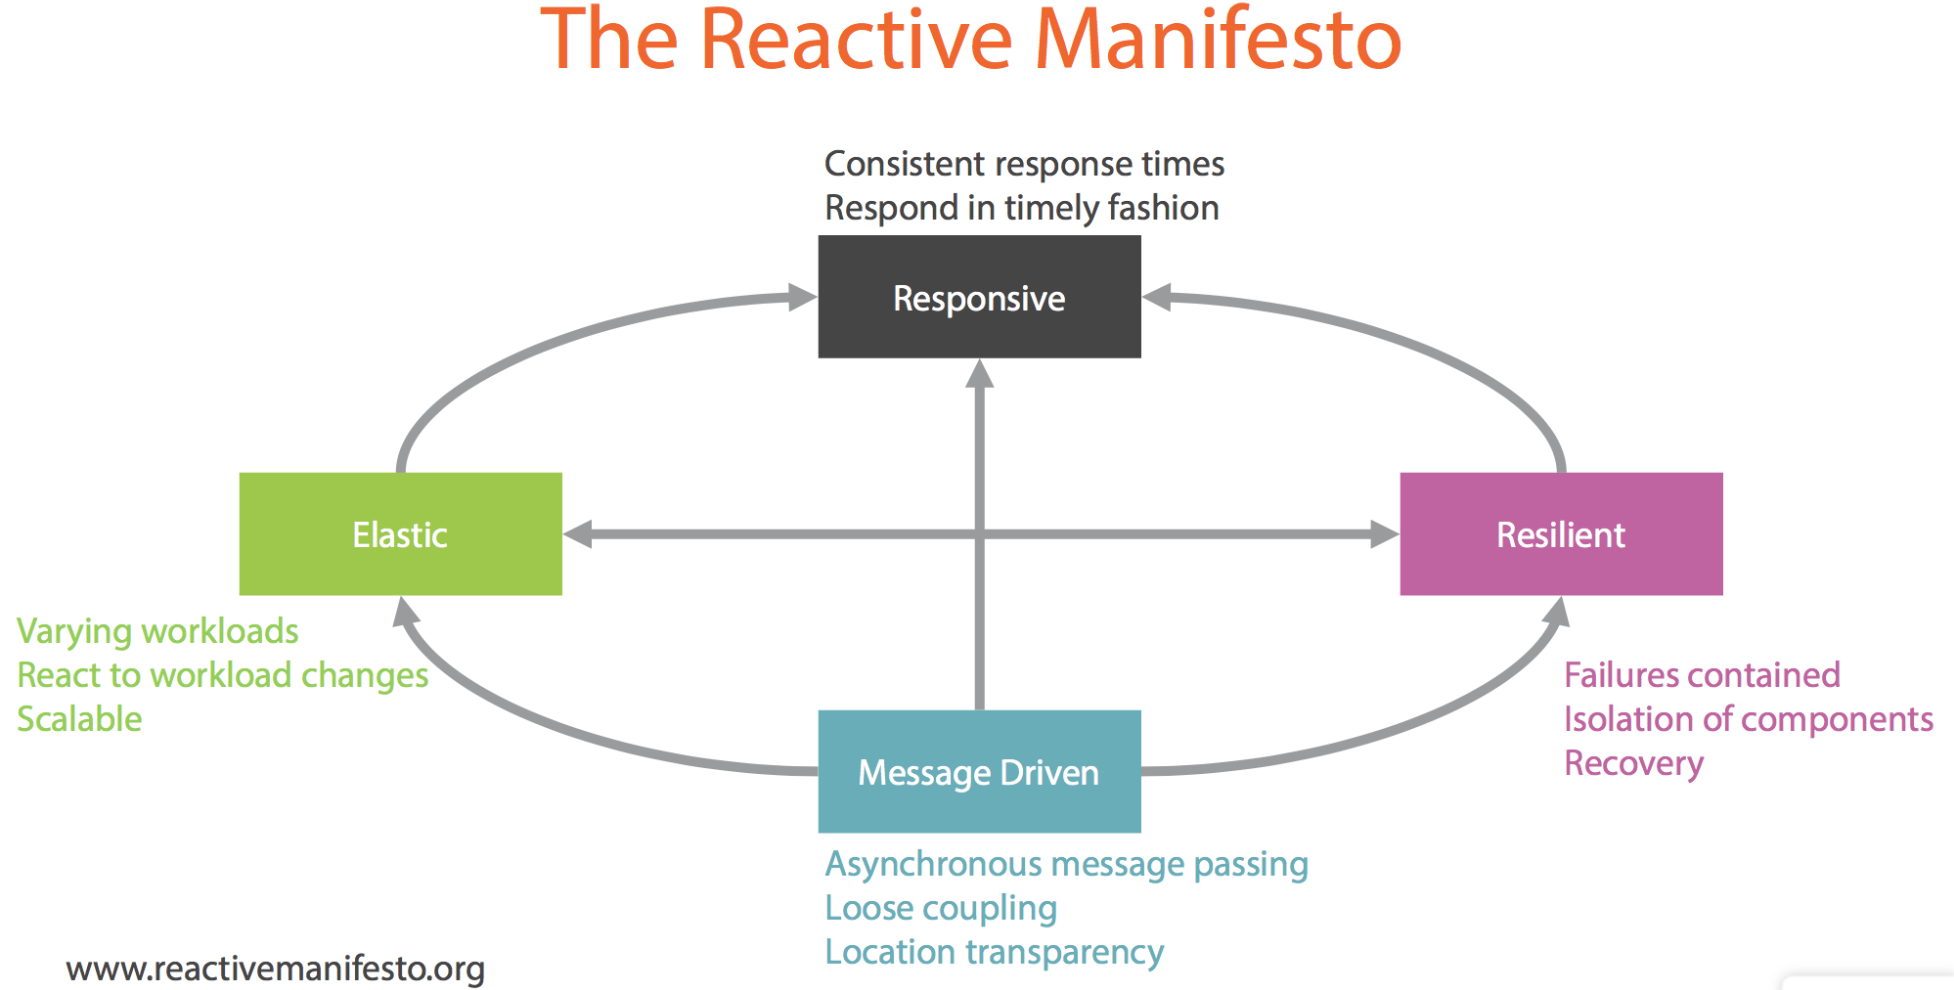 The Reactive Manifesto
Consistent response times
Respond in timely fashion
Responsive
Elastic
Resilient
Varying workloads
React to workload changes
Scalable
Failures contained
Isolation of components
Recovery
Message Driven
Asynchronous message passing
Loose coupling
Location transparency
www.reactivemanifesto.org